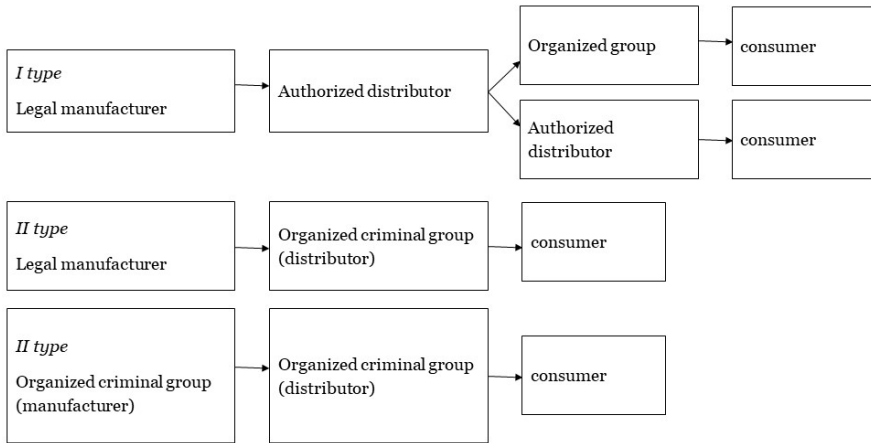 I type
Legal manufacturer
Authorized distributor
Organized group
consumer
Authorized
distributor
consumer
II type
Legal manufacturer
Organized criminal group
(distributor)
consumer
II type
Organized criminal group
(manufacturer)
Organized criminal group
(distributor)
consumer